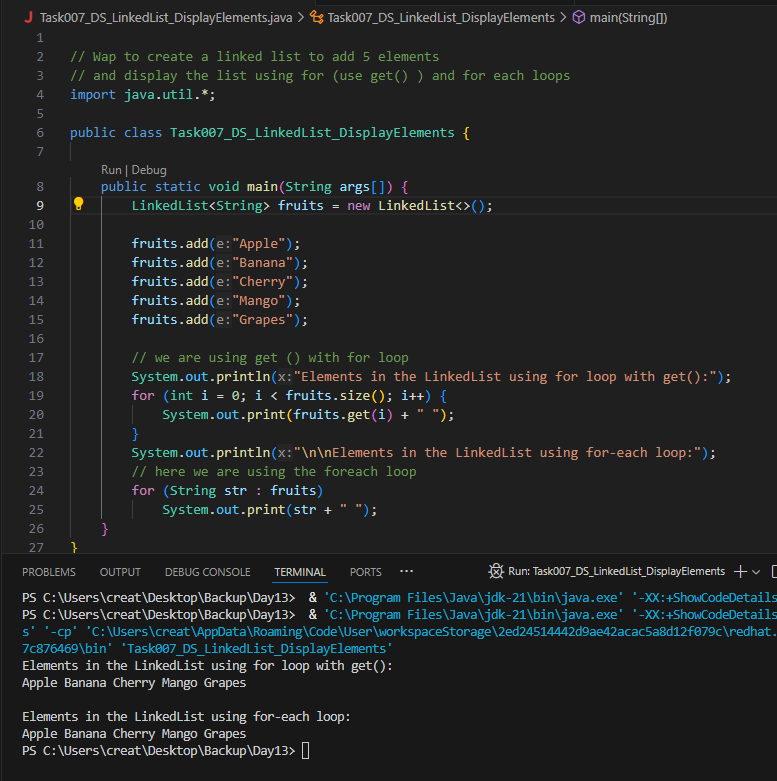 J Task007_DS_LinkedList_DisplayElements.java > Task007_DS_LinkedList_DisplayElements > main(String[])
1
2 // Wap to create a linked list to add 5 elements
3 // and display the list using for (use get() ) and for each loops
4 import java.util.*;
5
6 public class Task007_DS_LinkedList_DisplayElements {
7
Run | Debug
8 public static void main(String args[]) {
9 LinkedList<String> fruits = new LinkedList<>();
10
11 fruits.add(e:"Apple");
12 fruits.add(e:"Banana");
13 fruits.add(e:"Cherry");
14 fruits.add(e:"Mango");
15 fruits.add(e:"Grapes");
16
17 // we are using get () with for loop
18 System.out.println(x:"Elements in the LinkedList using for loop with get():");
19 for (int i = 0; i < fruits.size(); i++) {
20 System.out.print(fruits.get(i) + " ");
21 }
22 System.out.println(x:"\n\nElements in the LinkedList using for-each loop:");
23 // here we are using the foreach loop
24 for (String str : fruits)
25 System.out.print(str + " ");
26 }
27 }
PROBLEMS OUTPUT DEBUG CONSOLE TERMINAL PORTS ··· Run: Task007_DS_LinkedList_DisplayElements
PS C:\Users\creat\Desktop\Backup\Day13> & 'C:\Program Files\Java\jdk-21\bin\java.exe' '-XX:+ShowCodeDetails
PS C:\Users\creat\Desktop\Backup\Day13> & 'C:\Program Files\Java\jdk-21\bin\java.exe' '-XX:+ShowCodeDetails
s' '-cp' 'C:\Users\creat\AppData\Roaming\Code\User\workspaceStorage\2ed24514442d9ae42acac5a8d12f079c\redhat.
7c876469\bin' 'Task007_DS_LinkedList_DisplayElements'
Elements in the LinkedList using for loop with get():
Apple Banana Cherry Mango Grapes
Elements in the LinkedList using for-each loop:
Apple Banana Cherry Mango Grapes
PS C:\Users\creat\Desktop\Backup\Day13>